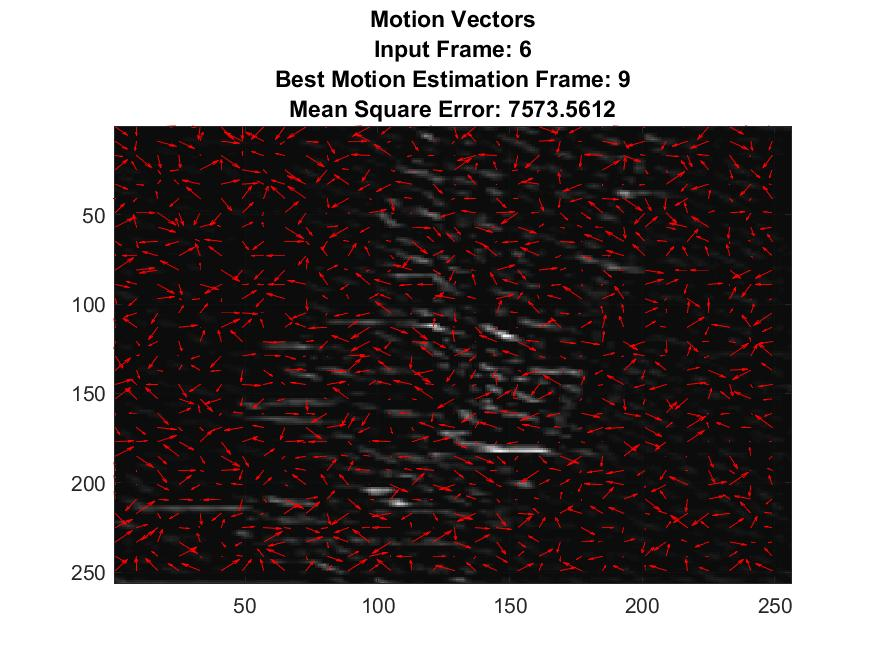 Motion Vectors
Input Frame: 6
Best Motion Estimation Frame: 9
Mean Square Error: 7573.5612
50
100
150
200
250
50 100 150 200 250